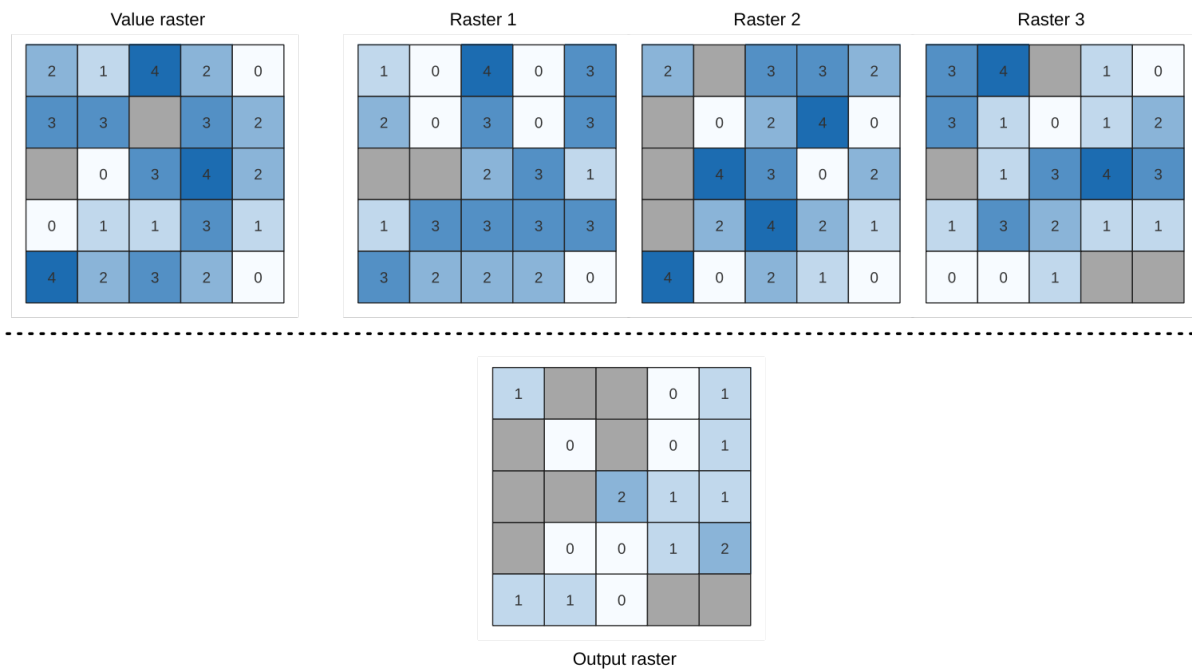 Value raster Raster 1 Raster 2 Raster 3
2 1 4 2 0 1 0 4 0 3 2 3 3 2 3 4 1 0
3 3 3 2 2 0 3 0 3 0 2 4 0 3 1 0 1 2
0 3 4 2 2 3 1 4 3 0 2 1 3 4 3
0 1 1 3 1 1 3 3 3 3 2 4 2 1 1 3 2 1 1
4 2 3 2 0 3 2 2 2 0 4 0 2 1 0 0 0 1
1 0 1
0 0 1
2 1 1
0 0 1 2
1 1 0
Output raster